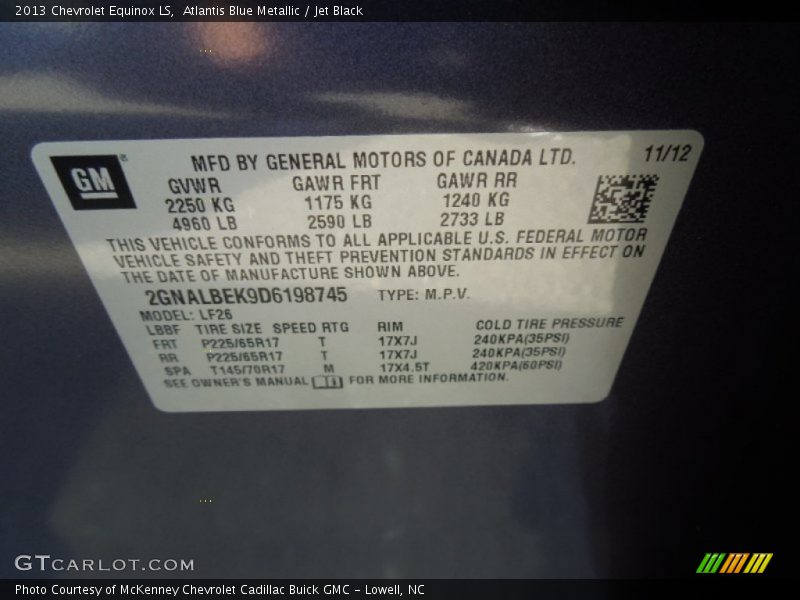 2013 Chevrolet Equinox LS,  Atlantis Blue Metallic / Jet Black
GM®
MFD BY GENERAL MOTORS OF CANADA LTD. 11/12
GVWR GAWR FRT GAWR RR
2250 KG 1175 KG 1240 KG
4960 LB 2590 LB 2733 LB
THIS VEHICLE CONFORMS TO ALL APPLICABLE U.S. FEDERAL MOTOR
VEHICLE SAFETY AND THEFT PREVENTION STANDARDS IN EFFECT ON
THE DATE OF MANUFACTURE SHOWN ABOVE.
2GNALBEK9D6198745 TYPE: M.P.V.
MODEL: LF26
LBBF TIRE SIZE SPEED RTG RIM COLD TIRE PRESSURE
FRT P225/65R17 T 17X7J 240KPA(35PSI)
RR P225/65R17 T 17X7J 240KPA(35PSI)
SPA T145/70R17 M 17X4.5T 420KPA(60PSI)
SEE OWNER'S MANUAL FOR MORE INFORMATION.
GTCARLOT.COM
Photo Courtesy of McKenney Chevrolet Cadillac Buick GMC - Lowell, NC